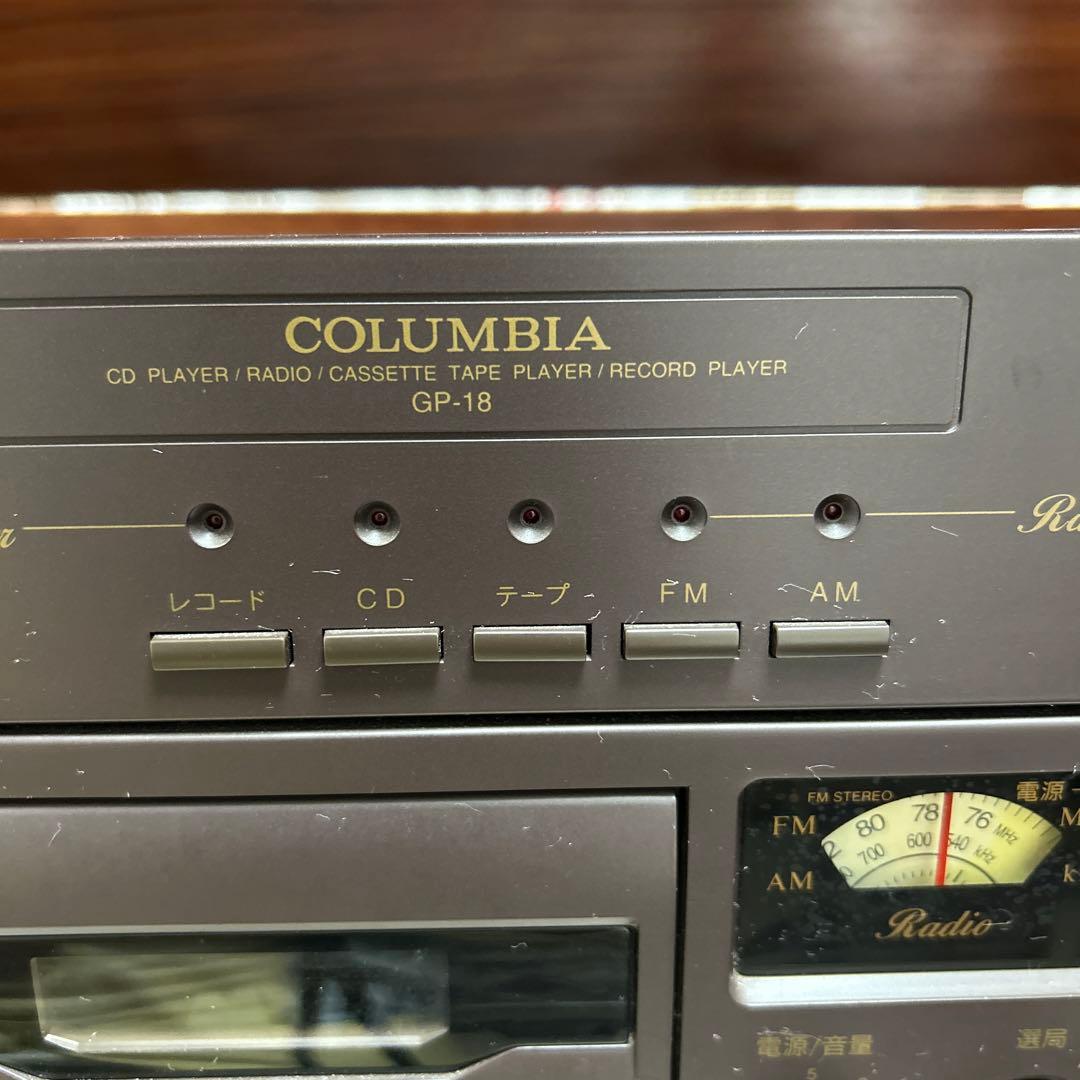 COLUMBIA
CD PLAYER / RADIO / CASSETTE TAPE PLAYER / RECORD PLAYER
GP-18
レコード CD テープ FM AM
FM STEREO 電源
FM 80 78 76 MHz
700 600 540 kHz
AM
Radio
電源/音量 選局
5